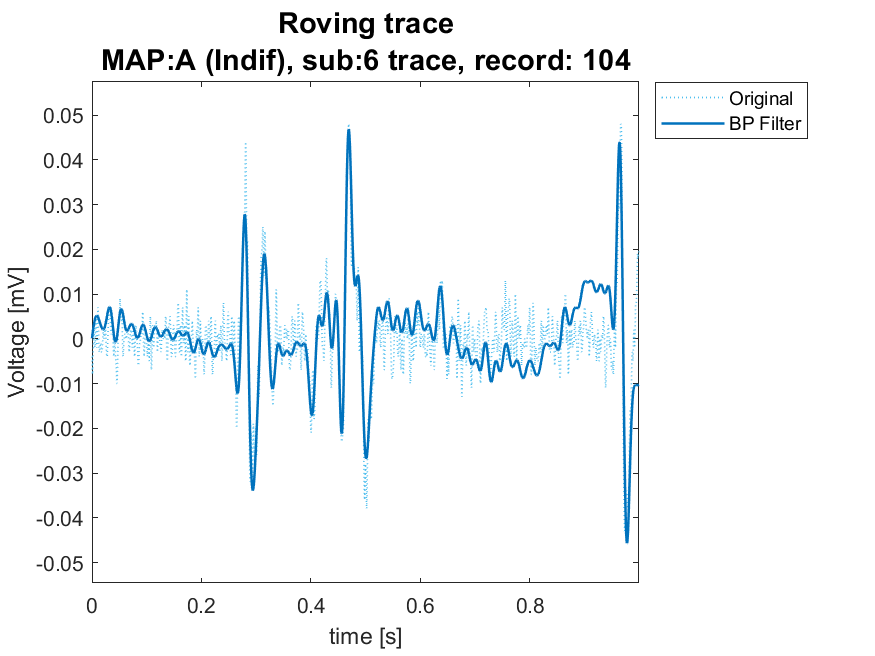 Roving trace
MAP:A (Indif), sub:6 trace, record: 104
Original
BP Filter
0.05
0.04
0.03
0.02
0.01
0
-0.01
-0.02
-0.03
-0.04
-0.05
Voltage [mV]
0 0.2 0.4 0.6 0.8
time [s]